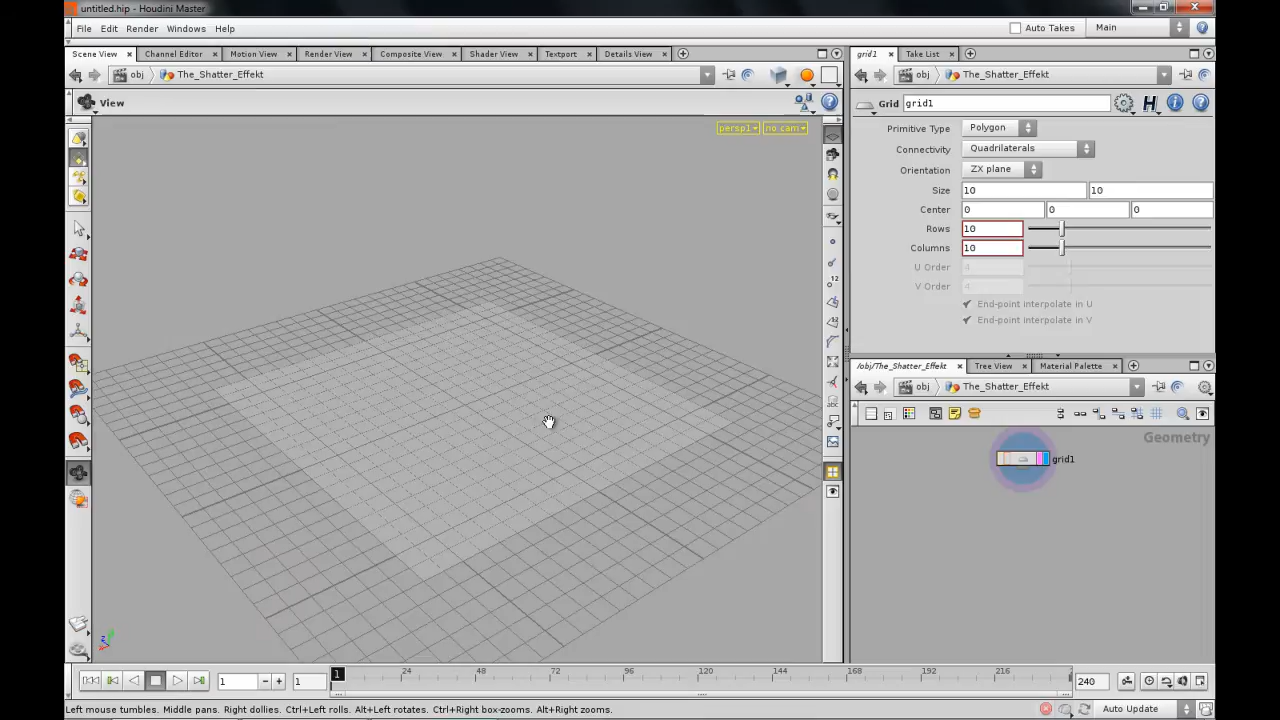 untitled.hip - Houdini Master
File Edit Render Windows Help
Auto Takes Main
Scene View Channel Editor Motion View Render View Composite View Shader View Textport Details View
grid1 Take List
obj The_Shatter_Effekt
obj The_Shatter_Effekt
View
Grid grid1
persp1 no cam
Primitive Type Polygon
Connectivity Quadrilaterals
Orientation ZX plane
Size 10 10
Center 0 0 0
Rows 10
Columns 10
U Order 4
V Order 4
End-point interpolate in U
End-point interpolate in V
/obj/The_Shatter_Effekt Tree View Material Palette
obj The_Shatter_Effekt
Geometry
grid1
1 1 1 24 48 72 96 120 144 168 192 216 240
Left mouse tumbles. Middle pans. Right dollies. Ctrl+Left rolls. Alt+Left rotates. Ctrl+Right box-zooms. Alt+Right zooms.
Auto Update